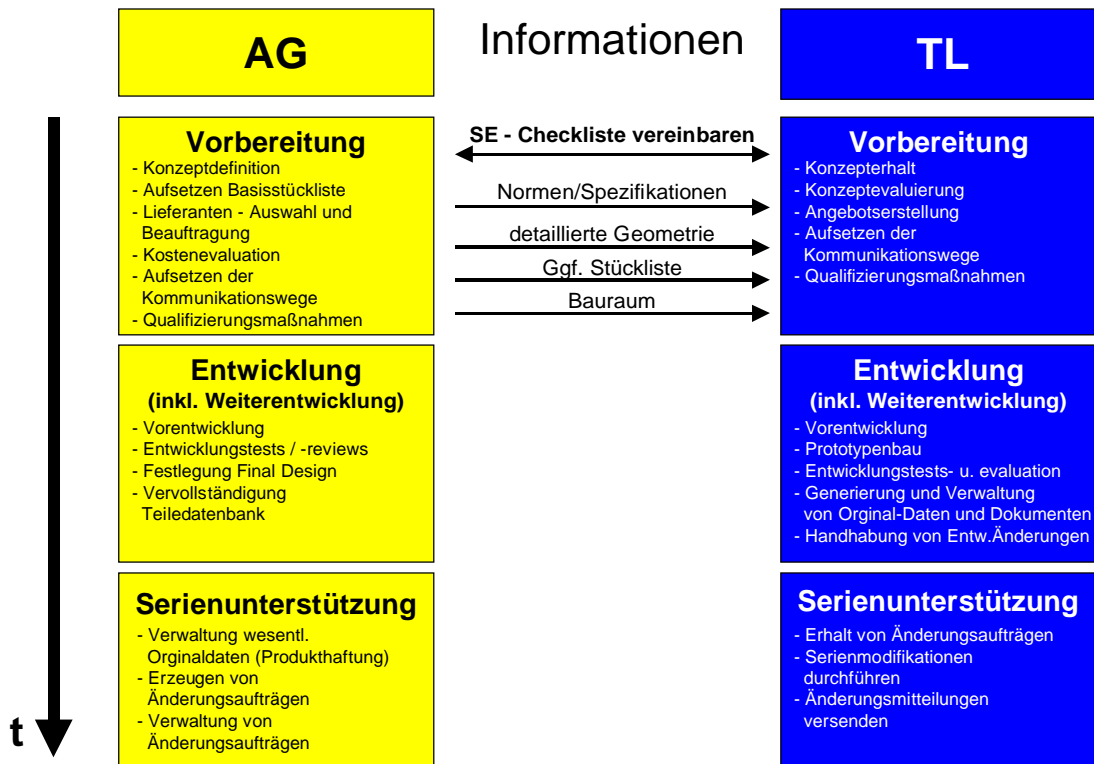 AG
Informationen
TL
Vorbereitung
- Konzeptdefinition
- Aufsetzen Basisstückliste
- Lieferanten - Auswahl und
Beauftragung
- Kostenevaluation
- Aufsetzen der
Kommunikationswege
- Qualifizierungsmaßnahmen
SE - Checkliste vereinbaren
Normen/Spezifikationen
detaillierte Geometrie
Ggf. Stückliste
Bauraum
Vorbereitung
- Konzepterhalt
- Konzeptevaluierung
- Angebotserstellung
- Aufsetzen der
Kommunikationswege
- Qualifizierungsmaßnahmen
Entwicklung
(inkl. Weiterentwicklung)
- Vorentwicklung
- Entwicklungstests / -reviews
- Festlegung Final Design
- Vervollständigung
Teiledatenbank
Entwicklung
(inkl. Weiterentwicklung)
- Vorentwicklung
- Prototypenbau
- Entwicklungstests- u. evaluation
- Generierung und Verwaltung
von Orginal-Daten und Dokumenten
- Handhabung von Entw.Änderungen
Serienunterstützung
- Verwaltung wesentl.
Orginaldaten (Produkthaftung)
- Erzeugen von
Änderungsaufträgen
- Verwaltung von
Änderungsaufträgen
Serienunterstützung
- Erhalt von Änderungsaufträgen
- Serienmodifikationen
durchführen
- Änderungsmitteilungen
versenden
t